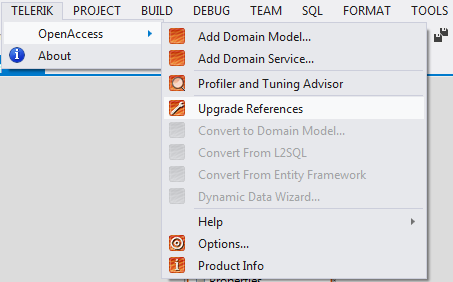 TELERIK PROJECT BUILD DEBUG TEAM SQL FORMAT TOOLS
OpenAccess
About
Add Domain Model...
Add Domain Service...
Profiler and Tuning Advisor
Upgrade References
Convert to Domain Model...
Convert From L2SQL
Convert From Entity Framework
Dynamic Data Wizard...
Help
Options...
Product Info
Properties